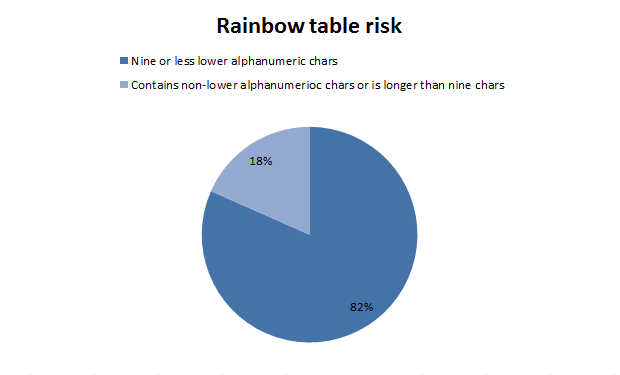 Rainbow table risk
Nine or less lower alphanumeric chars
Contains non-lower alphanumerioc chars or is longer than nine chars
18%
82%